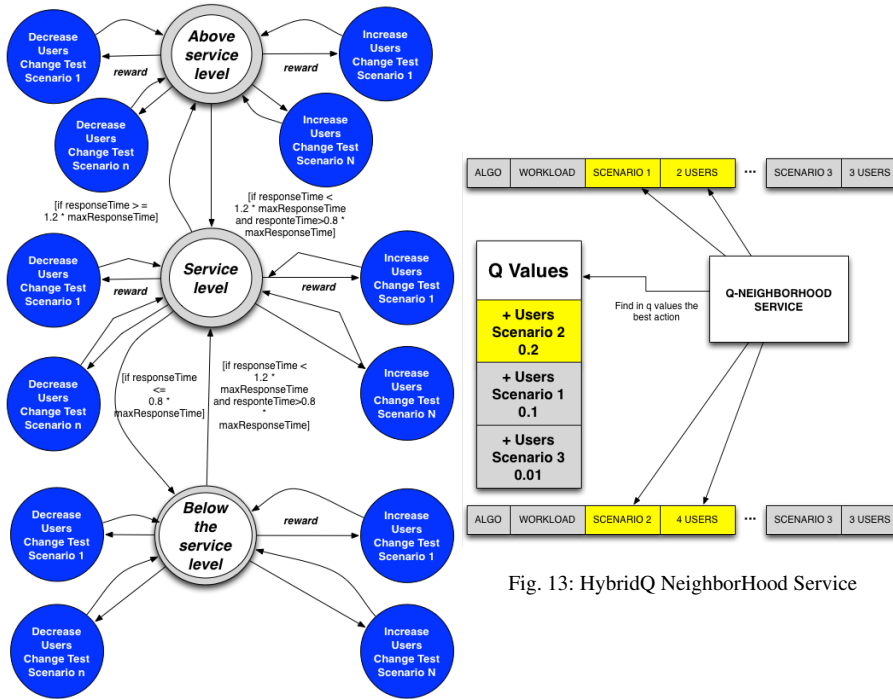 Decrease
Users
Change Test
Scenario 1
reward
Above
service
level
reward
Increase
Users
Change Test
Scenario 1
Decrease
Users
Change Test
Scenario n
Increase
Users
Change Test
Scenario N
[if responseTime >=
1.2 * maxResponseTime]
[if responseTime <
1.2 * maxResponseTime
and responteTime>0.8 *
maxResponseTime]
Decrease
Users
Change Test
Scenario 1
reward
Service
level
reward
Increase
Users
Change Test
Scenario 1
Decrease
Users
Change Test
Scenario n
[if responseTime
<=
0.8 *
maxResponseTime]
[if responseTime <
1.2 *
maxResponseTime
and responteTime>0.8
*
maxResponseTime]
Increase
Users
Change Test
Scenario N
Decrease
Users
Change Test
Scenario 1
Below
the
service
level
reward
Increase
Users
Change Test
Scenario 1
Decrease
Users
Change Test
Scenario n
Increase
Users
Change Test
Scenario N
ALGO WORKLOAD SCENARIO 1 2 USERS ... SCENARIO 3 3 USERS
Q Values
+ Users
Scenario 2
0.2
+ Users
Scenario 1
0.1
+ Users
Scenario 3
0.01
Find in q values the
best action
Q-NEIGHBORHOOD
SERVICE
ALGO WORKLOAD SCENARIO 2 4 USERS ... SCENARIO 3 3 USERS
Fig. 13: HybridQ NeighborHood Service